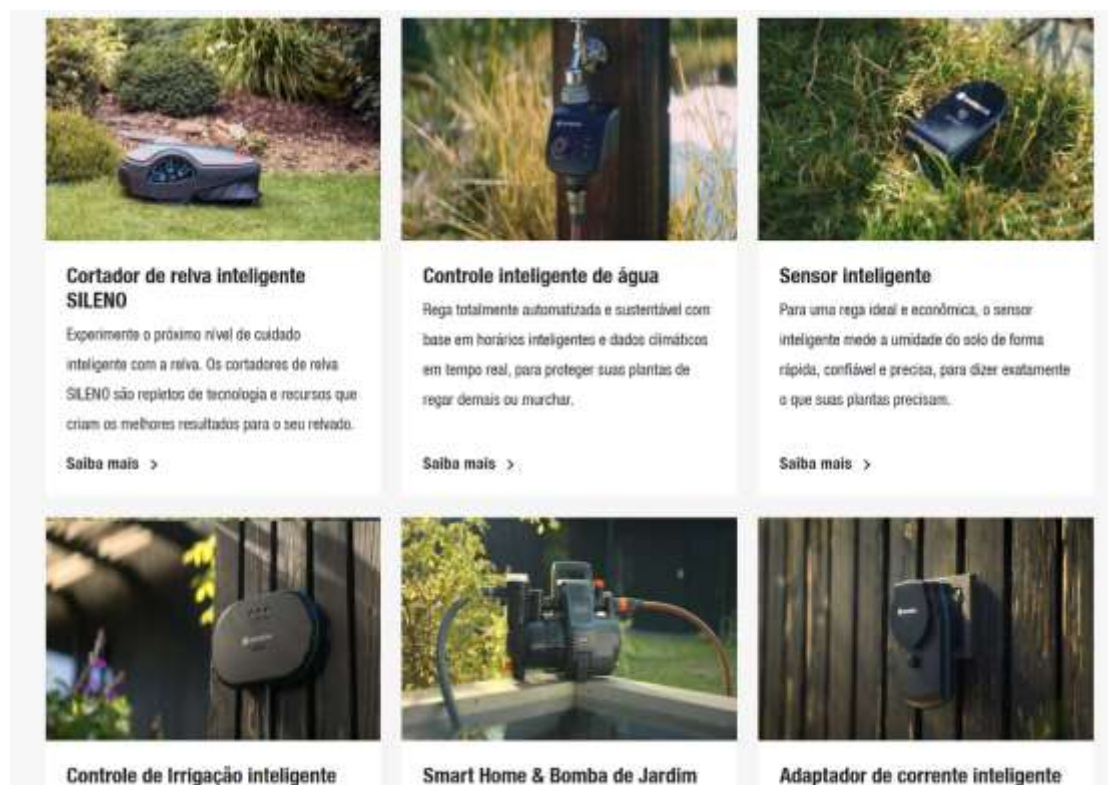 Cortador de relva inteligente
SILENO
Experimente o próximo nível de cuidado
inteligente com a relva. Os cortadores de relva
SILENO são repletos de tecnologia e recursos que
criam os melhores resultados para o seu relvado.
Saiba mais >
Controle inteligente de água
Rega totalmente automatizada e sustentável com
base em horários inteligentes e dados climáticos
em tempo real, para proteger suas plantas de
regar demais ou murchar.
Saiba mais >
Sensor inteligente
Para uma rega ideal e econômica, o sensor
inteligente mede a umidade do solo de forma
rápida, confiável e precisa, para dizer exatamente
o que suas plantas precisam.
Saiba mais >
Controle de Irrigação inteligente
Smart Home & Bomba de Jardim
Adaptador de corrente inteligente